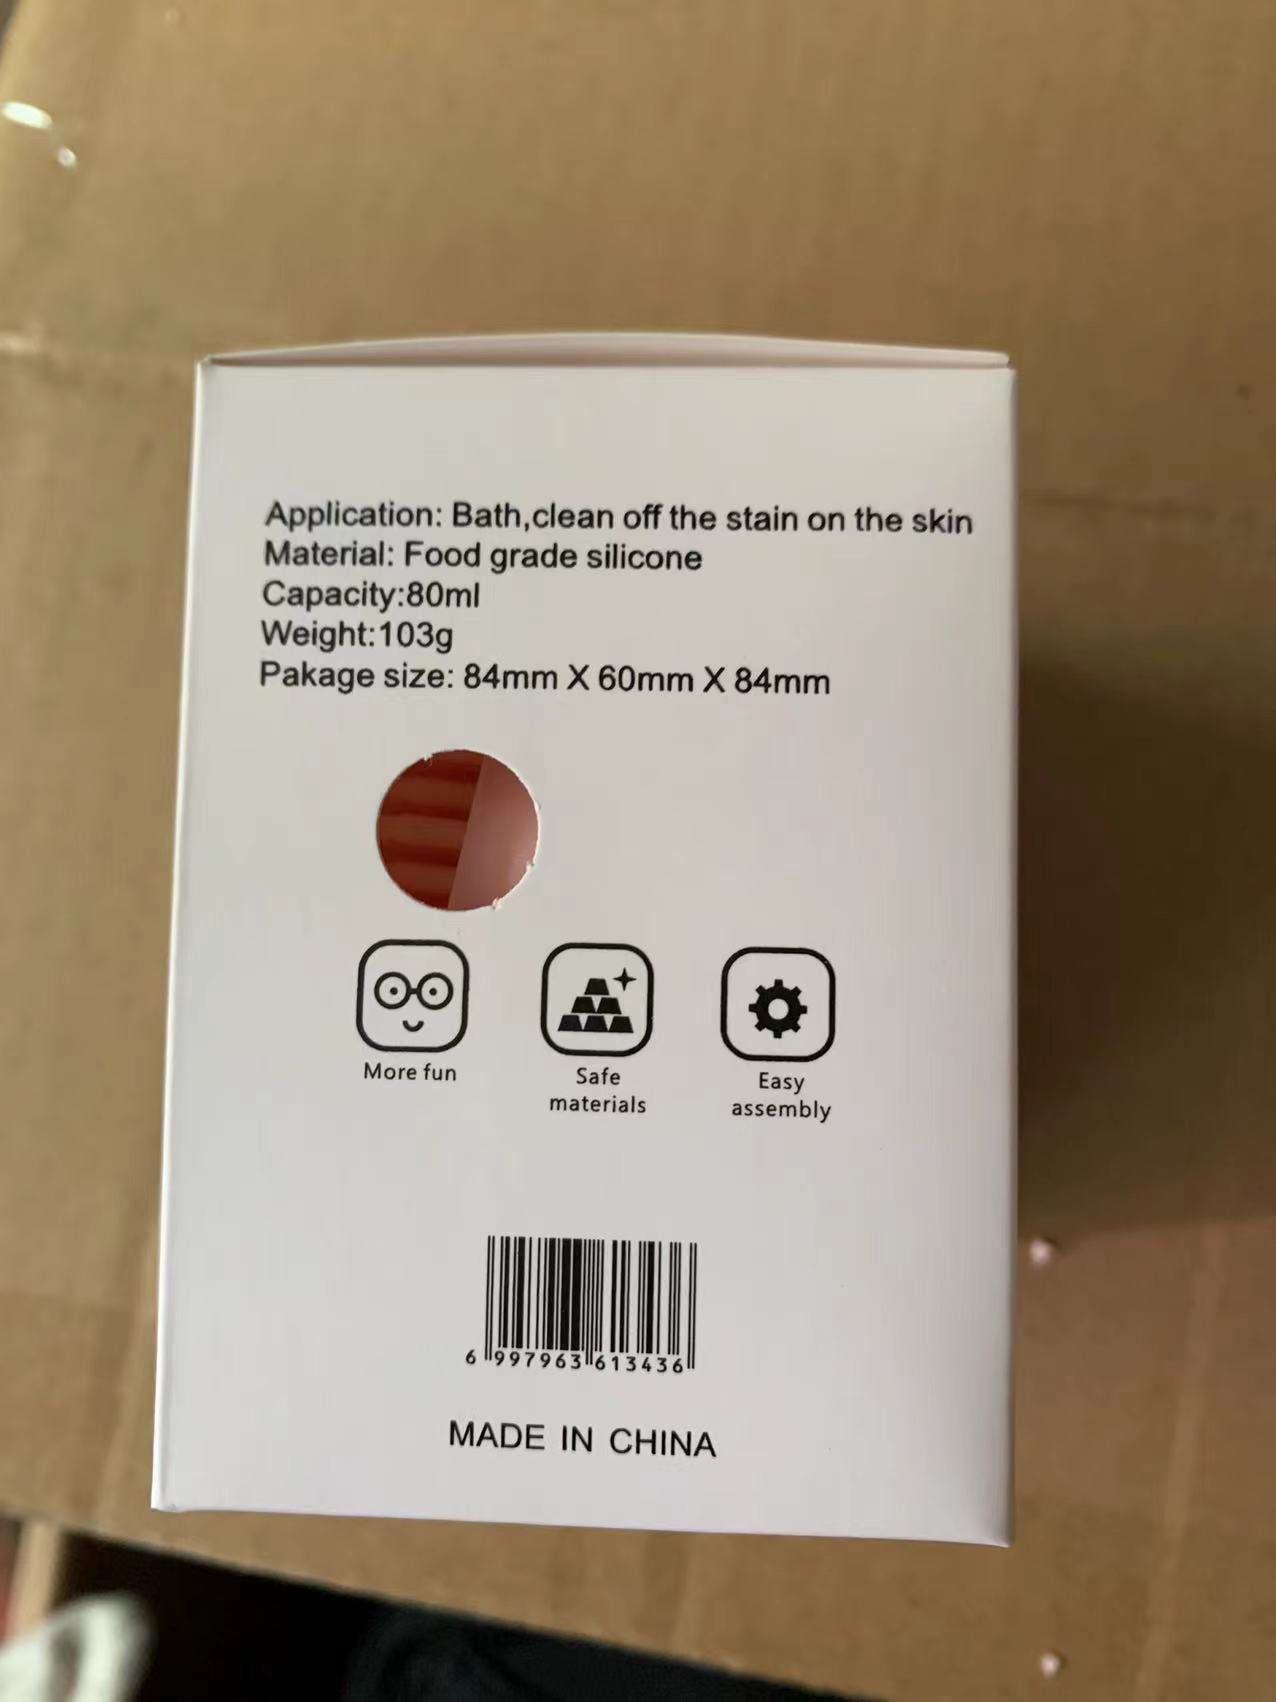 Application: Bath,clean off the stain on the skin
Material: Food grade silicone
Capacity:80ml
Weight:103g
Pakage size: 84mm X 60mm X 84mm
More fun
Safe
materials
Easy
assembly
6 997963 613436
MADE IN CHINA